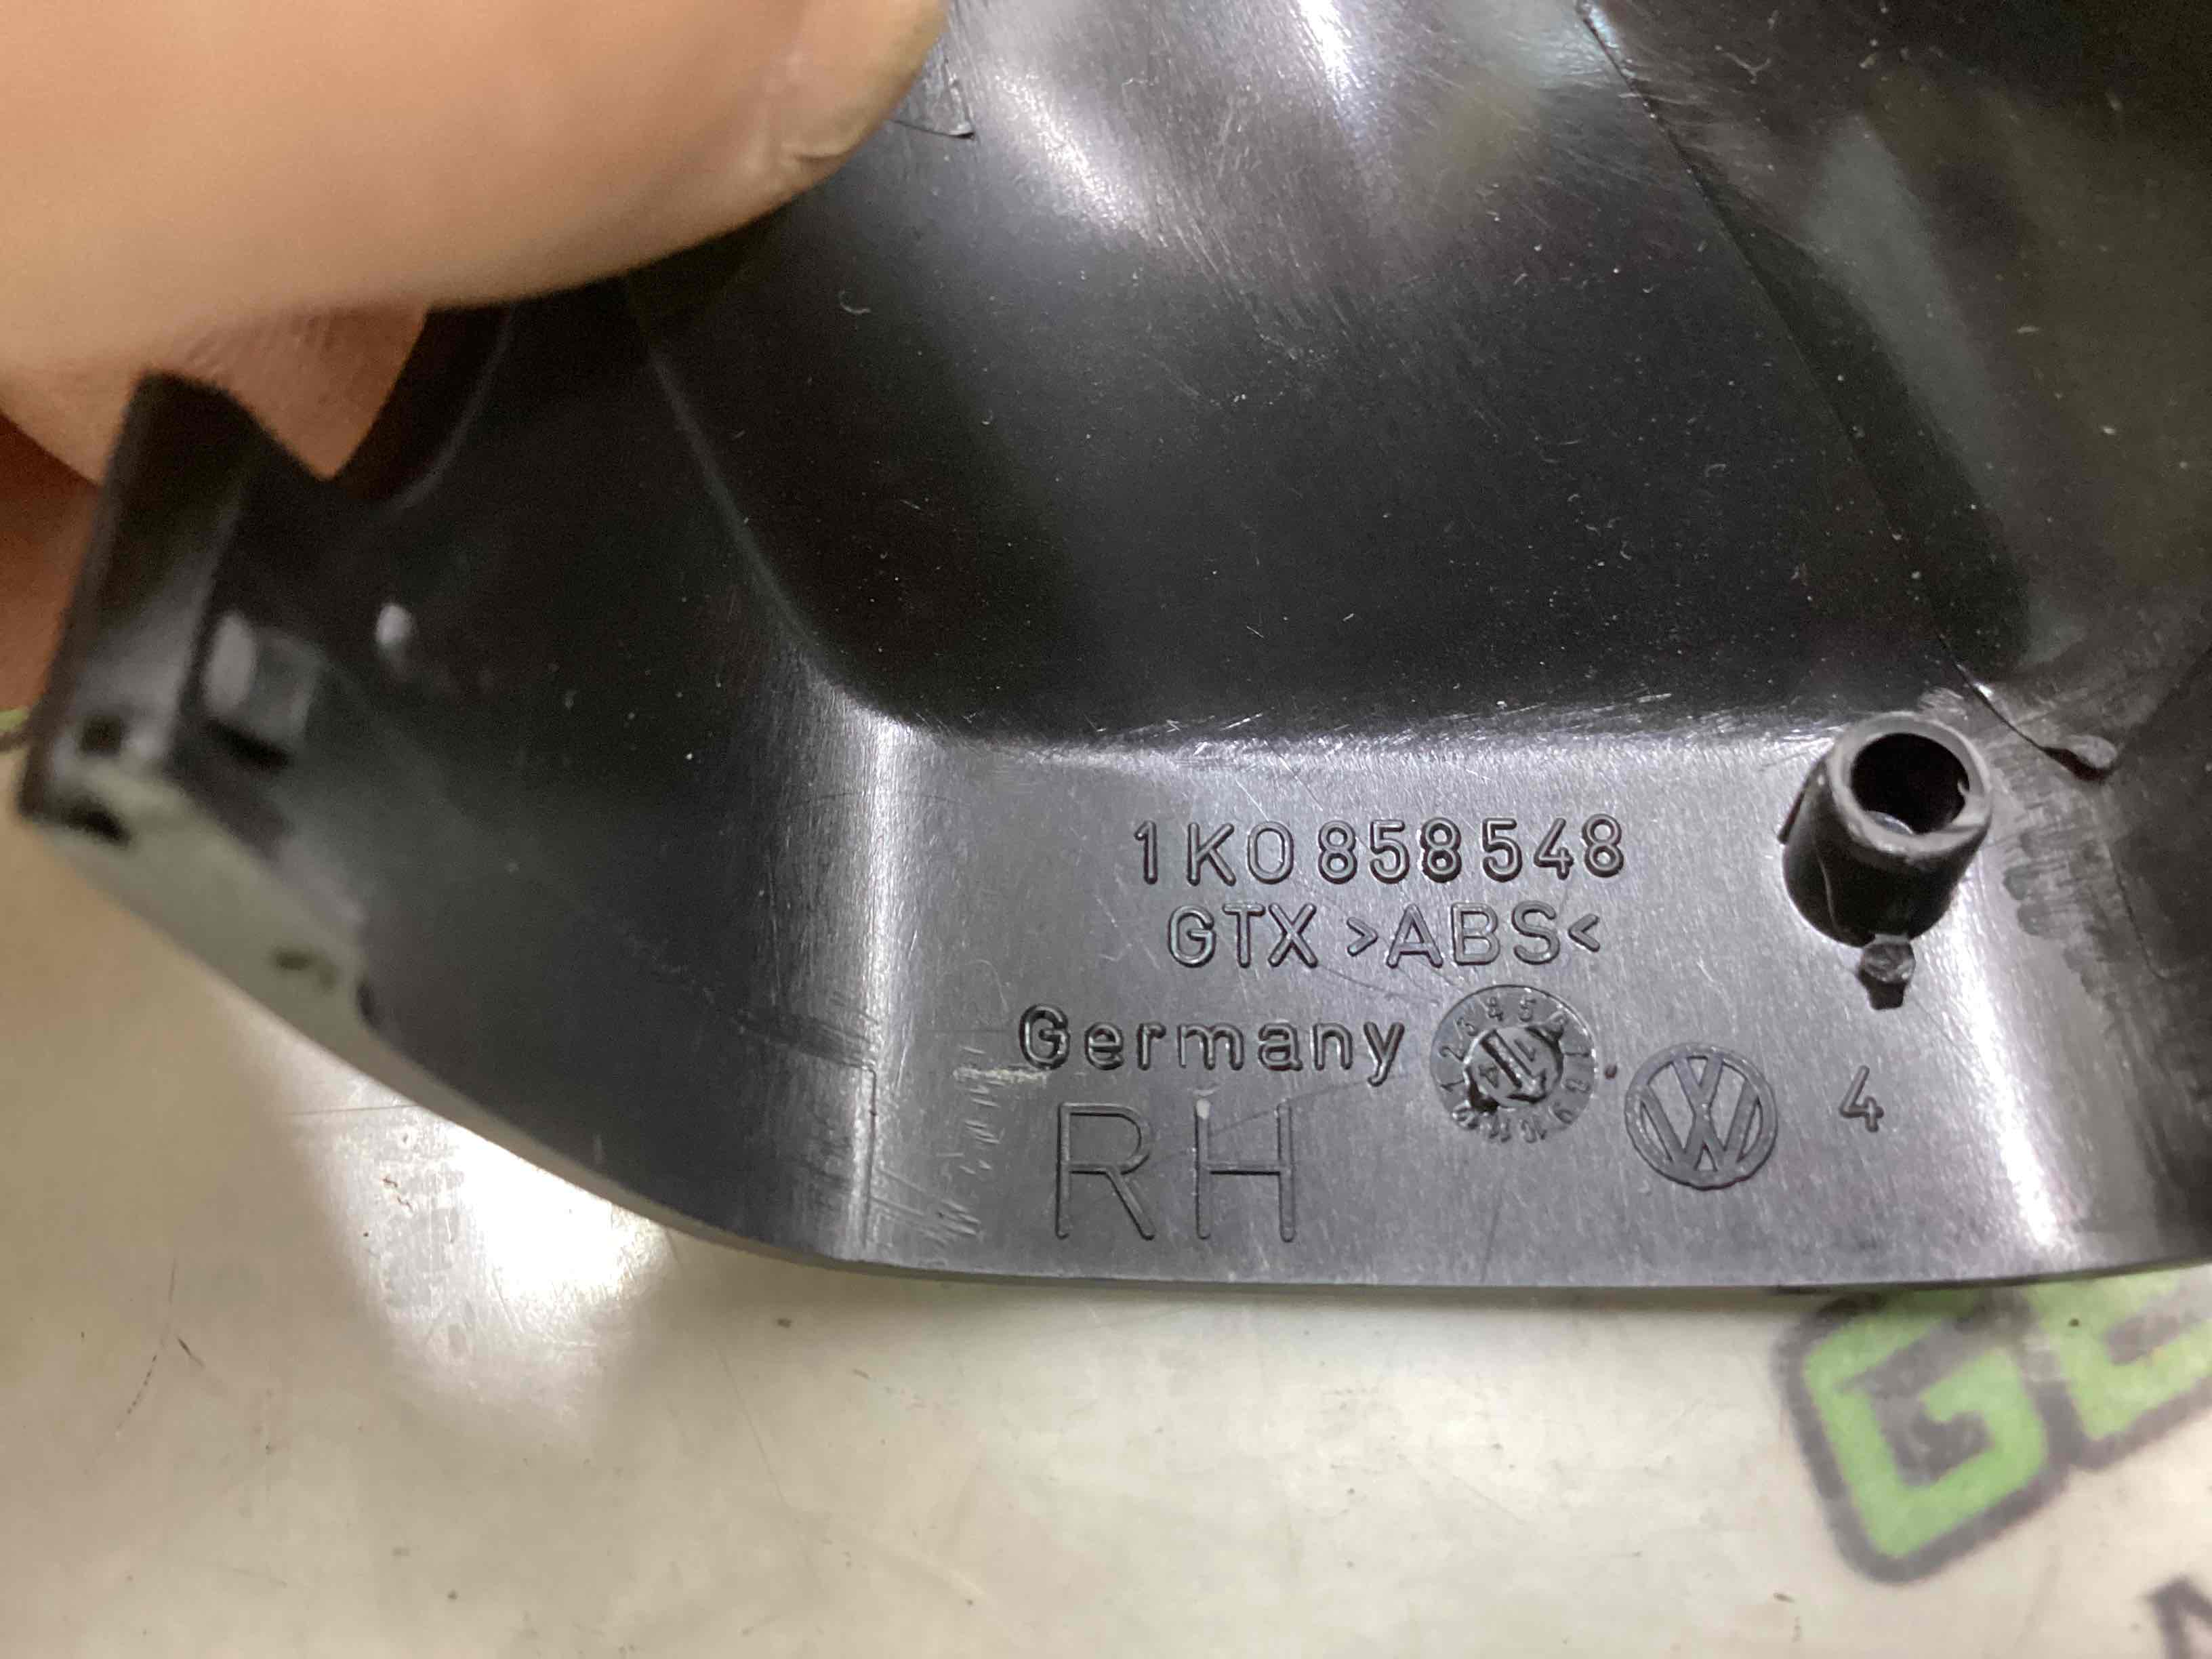 1K0 858 548
GTX >ABS<
Germany
RH
4